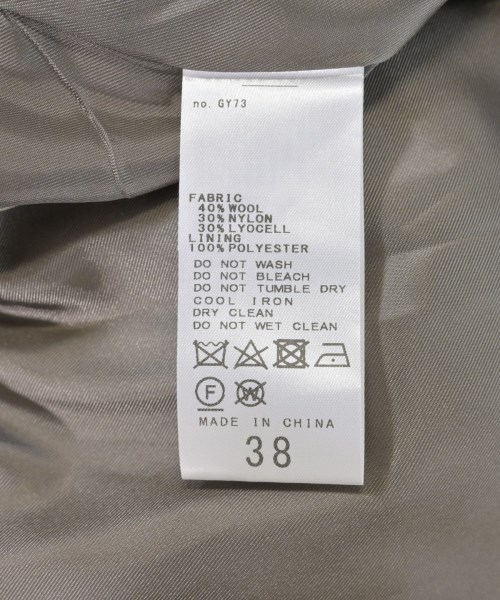 no. GY73
FABRIC
40% WOOL
30% NYLON
30% LYOCELL
LINING
100% POLYESTER
DO NOT WASH
DO NOT BLEACH
DO NOT TUMBLE DRY
COOL IRON
DRY CLEAN
DO NOT WET CLEAN
F W
MADE IN CHINA
38